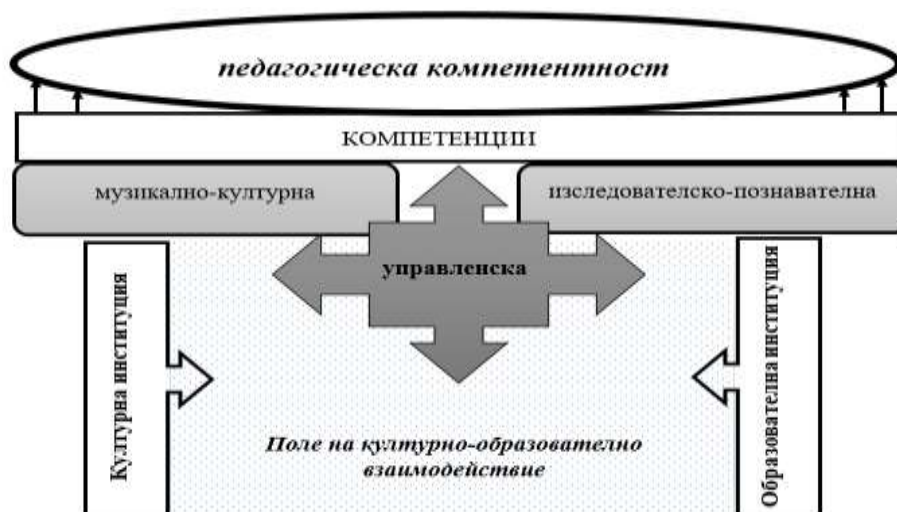 педагогическа компетентност
КОМПЕТЕНЦИИ
музикално-културна
изследователско-познавателна
управленска
Културна институция
Образователна институция
Поле на културно-образователно
взаимодействие